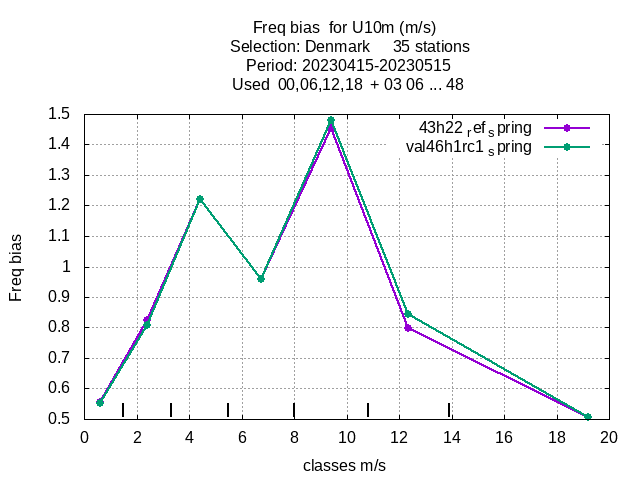 Freq bias  for U10m (m/s)
Selection: Denmark     35 stations
Period: 20230415-20230515
Used  00,06,12,18  + 03 06 ... 48
43h22 ref spring
val46h1rc1 spring
Freq bias
1.5
1.4
1.3
1.2
1.1
1
0.9
0.8
0.7
0.6
0.5
0 2 4 6 8 10 12 14 16 18 20
classes m/s